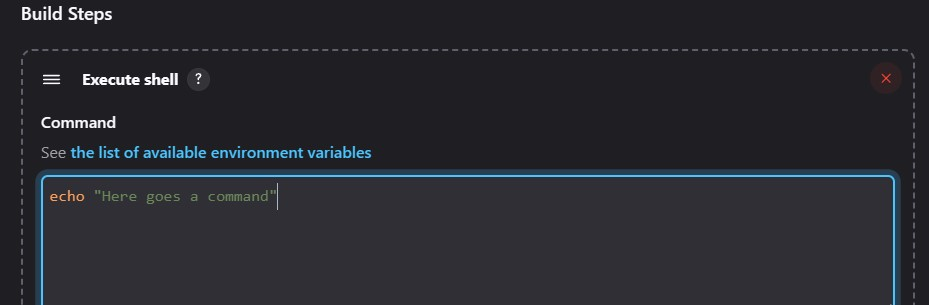 Build Steps
Execute shell ?
Command
See the list of available environment variables
echo "Here goes a command"